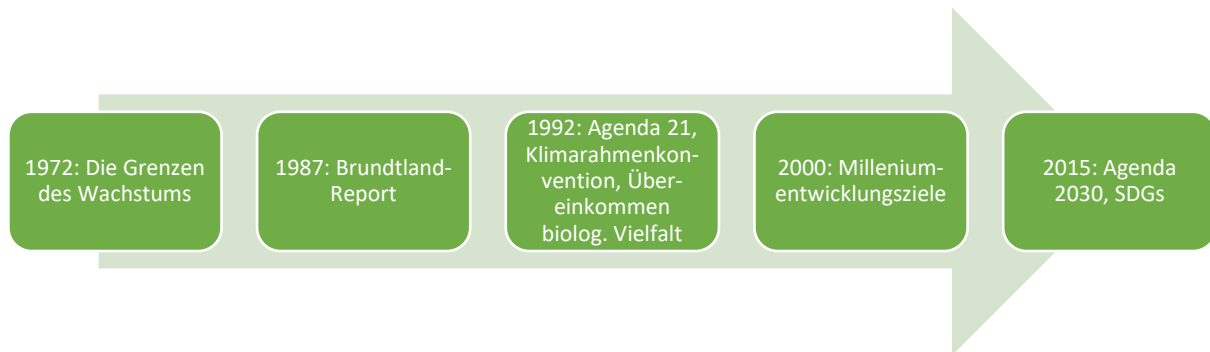 1972: Die Grenzen
des Wachstums
1987: Brundtland-
Report
1992: Agenda 21,
Klimarahmenkon-
vention, Über-
einkommen
biolog. Vielfalt
2000: Millenium-
entwicklungsziele
2015: Agenda
2030, SDGs